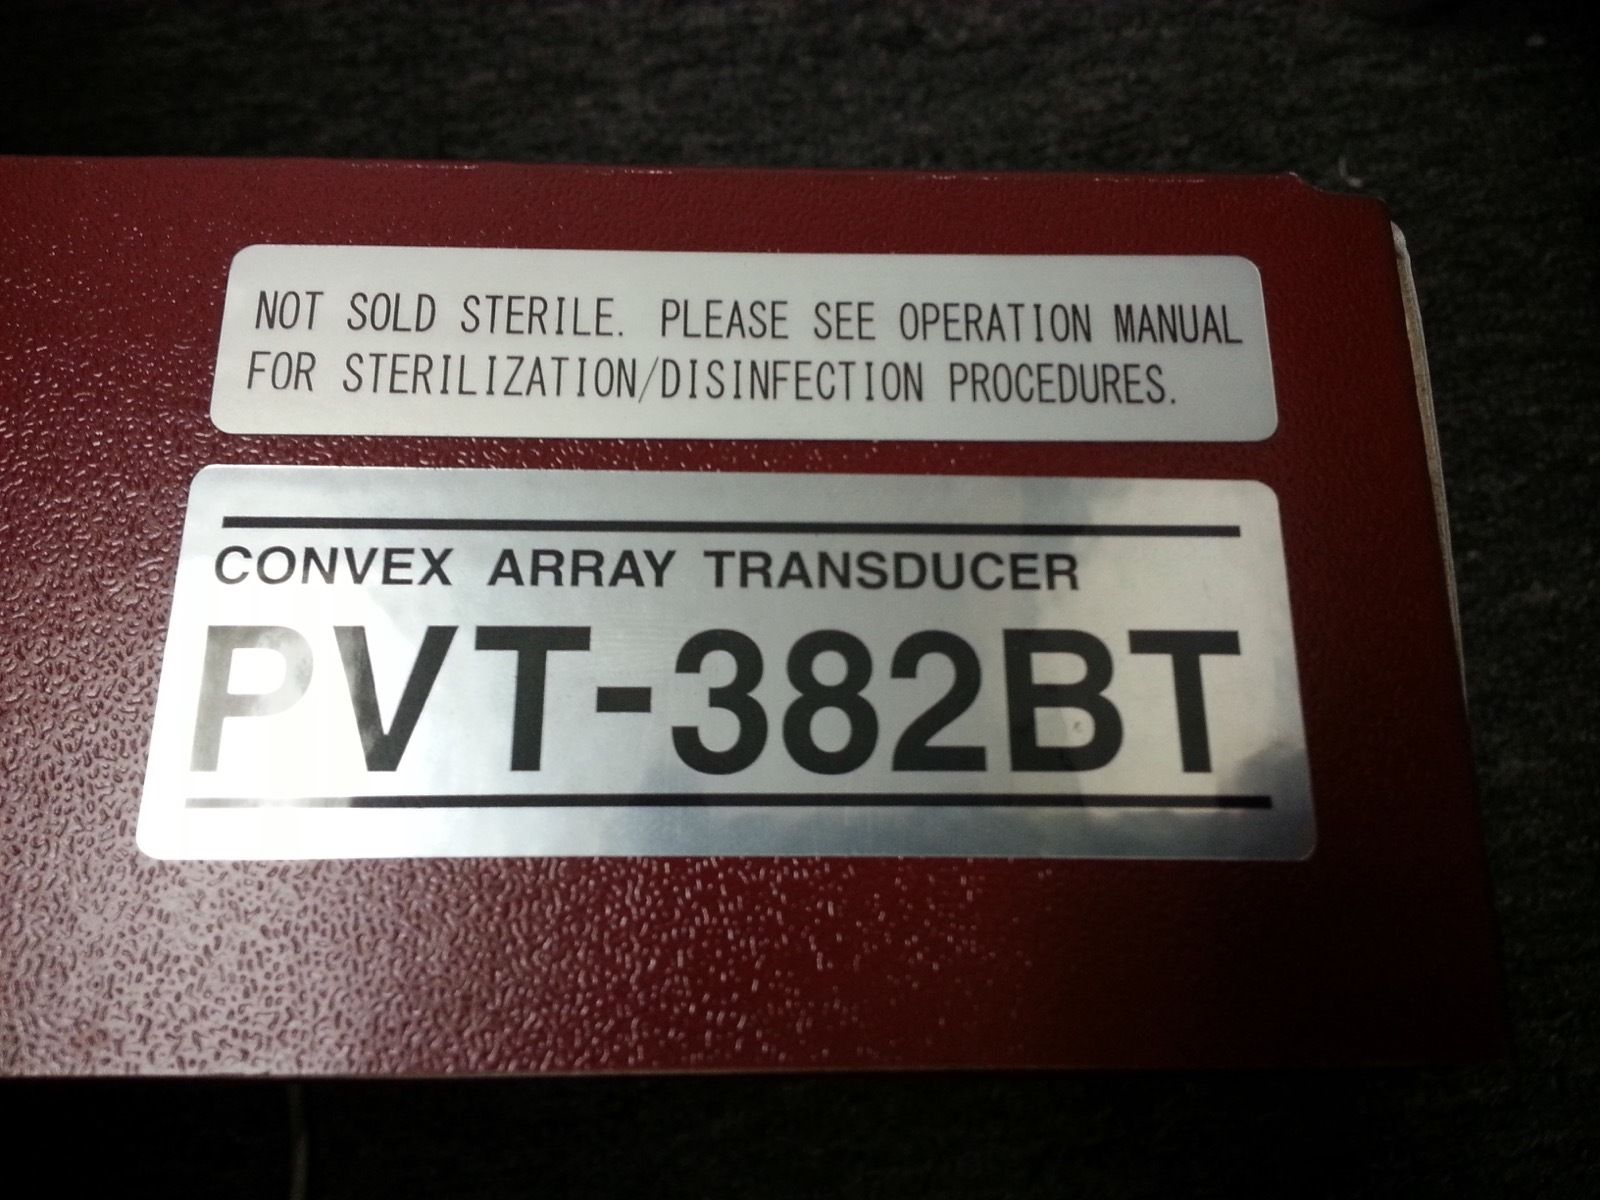 NOT SOLD STERILE. PLEASE SEE OPERATION MANUAL
FOR STERILIZATION/DISINFECTION PROCEDURES.
CONVEX ARRAY TRANSDUCER
PVT-382BT